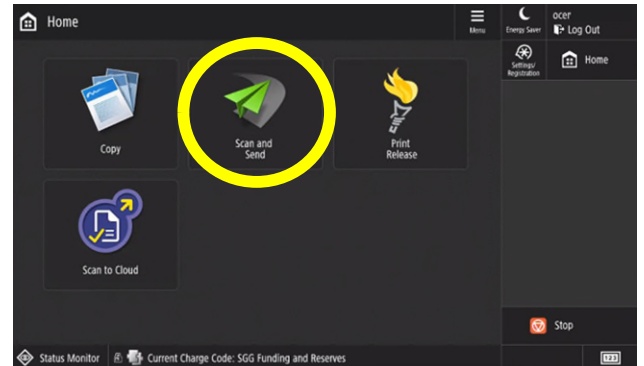 Home
Menu
Energy Saver
ocer
Log Out
Settings/
Registration
Home
Copy
Scan and
Send
Print
Release
Scan to Cloud
Stop
Status Monitor
Current Charge Code: SGG Funding and Reserves
123